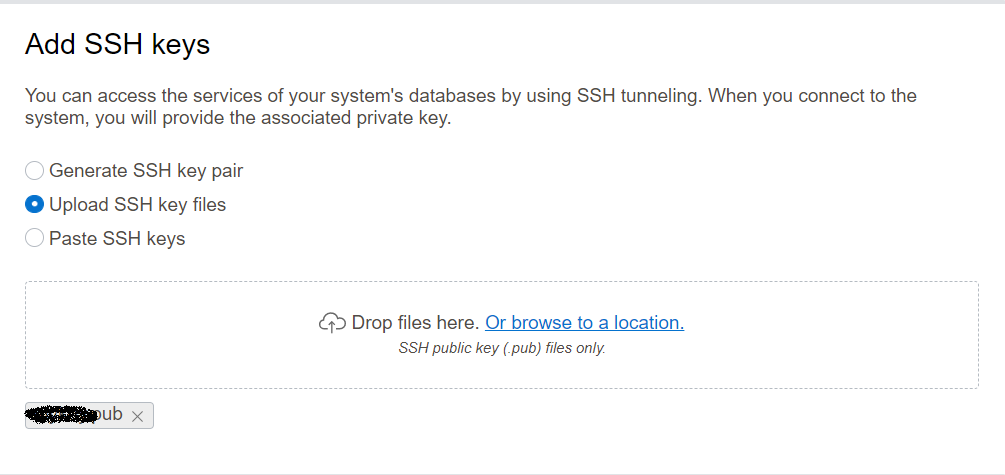 Add SSH keys
You can access the services of your system's databases by using SSH tunneling. When you connect to the
system, you will provide the associated private key.
Generate SSH key pair
Upload SSH key files
Paste SSH keys
Drop files here. Or browse to a location.
SSH public key (.pub) files only.
pub